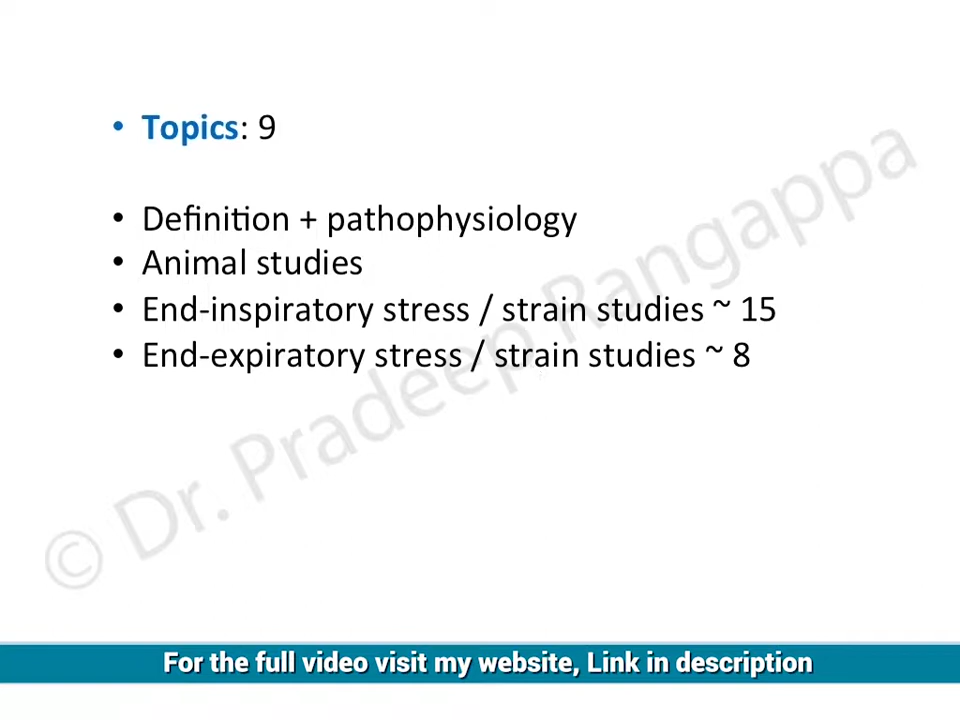 • Topics: 9
• Definition + pathophysiology
• Animal studies
• End-inspiratory stress / strain studies ~ 15
• End-expiratory stress / strain studies ~ 8
© Dr. Pradeep Rangappa
For the full video visit my website, Link in description